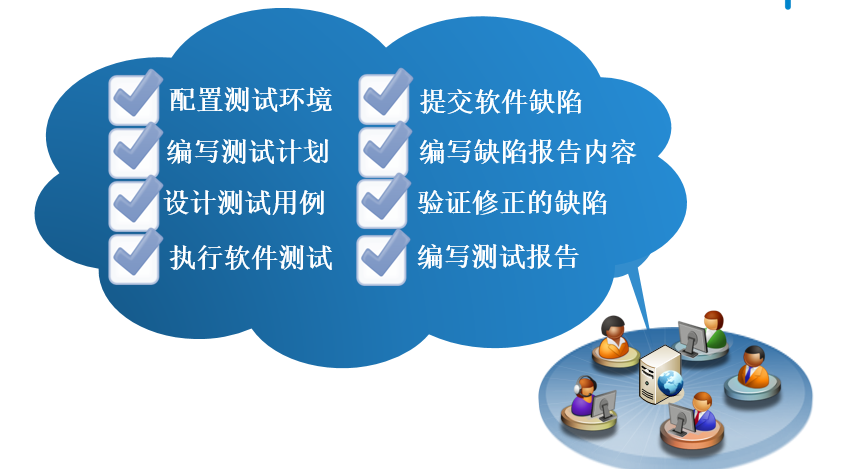 配置测试环境
编写测试计划
设计测试用例
执行软件测试
提交软件缺陷
编写缺陷报告内容
验证修正的缺陷
编写测试报告